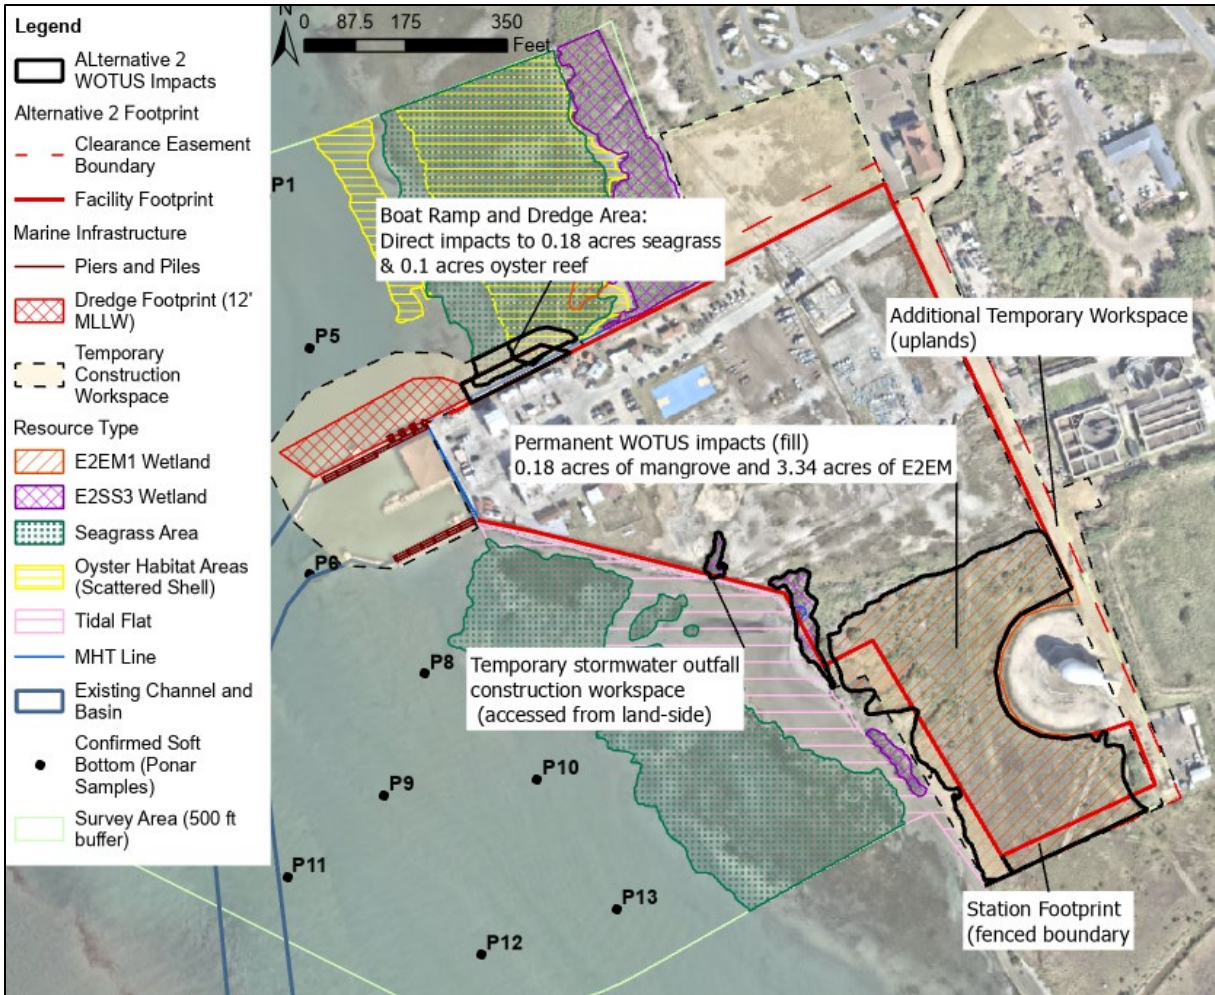 Legend
ALternative 2
WOTUS Impacts
Alternative 2 Footprint
Clearance Easement
Boundary
Facility Footprint
Marine Infrastructure
Piers and Piles
Dredge Footprint (12'
MLLW)
Temporary
Construction
Workspace
Resource Type
E2EM1 Wetland
E2SS3 Wetland
Seagrass Area
Oyster Habitat Areas
(Scattered Shell)
Tidal Flat
MHT Line
Existing Channel and
Basin
Confirmed Soft
Bottom (Ponar
Samples)
Survey Area (500 ft
buffer)
N
0 87.5 175 350
Feet
P1
Boat Ramp and Dredge Area:
Direct impacts to 0.18 acres seagrass
& 0.1 acres oyster reef
P5
Additional Temporary Workspace
(uplands)
Permanent WOTUS impacts (fill)
0.18 acres of mangrove and 3.34 acres of E2EM
P6
P8
Temporary stormwater outfall
construction workspace
(accessed from land-side)
P9
P10
P11
P13
P12
Station Footprint
(fenced boundary